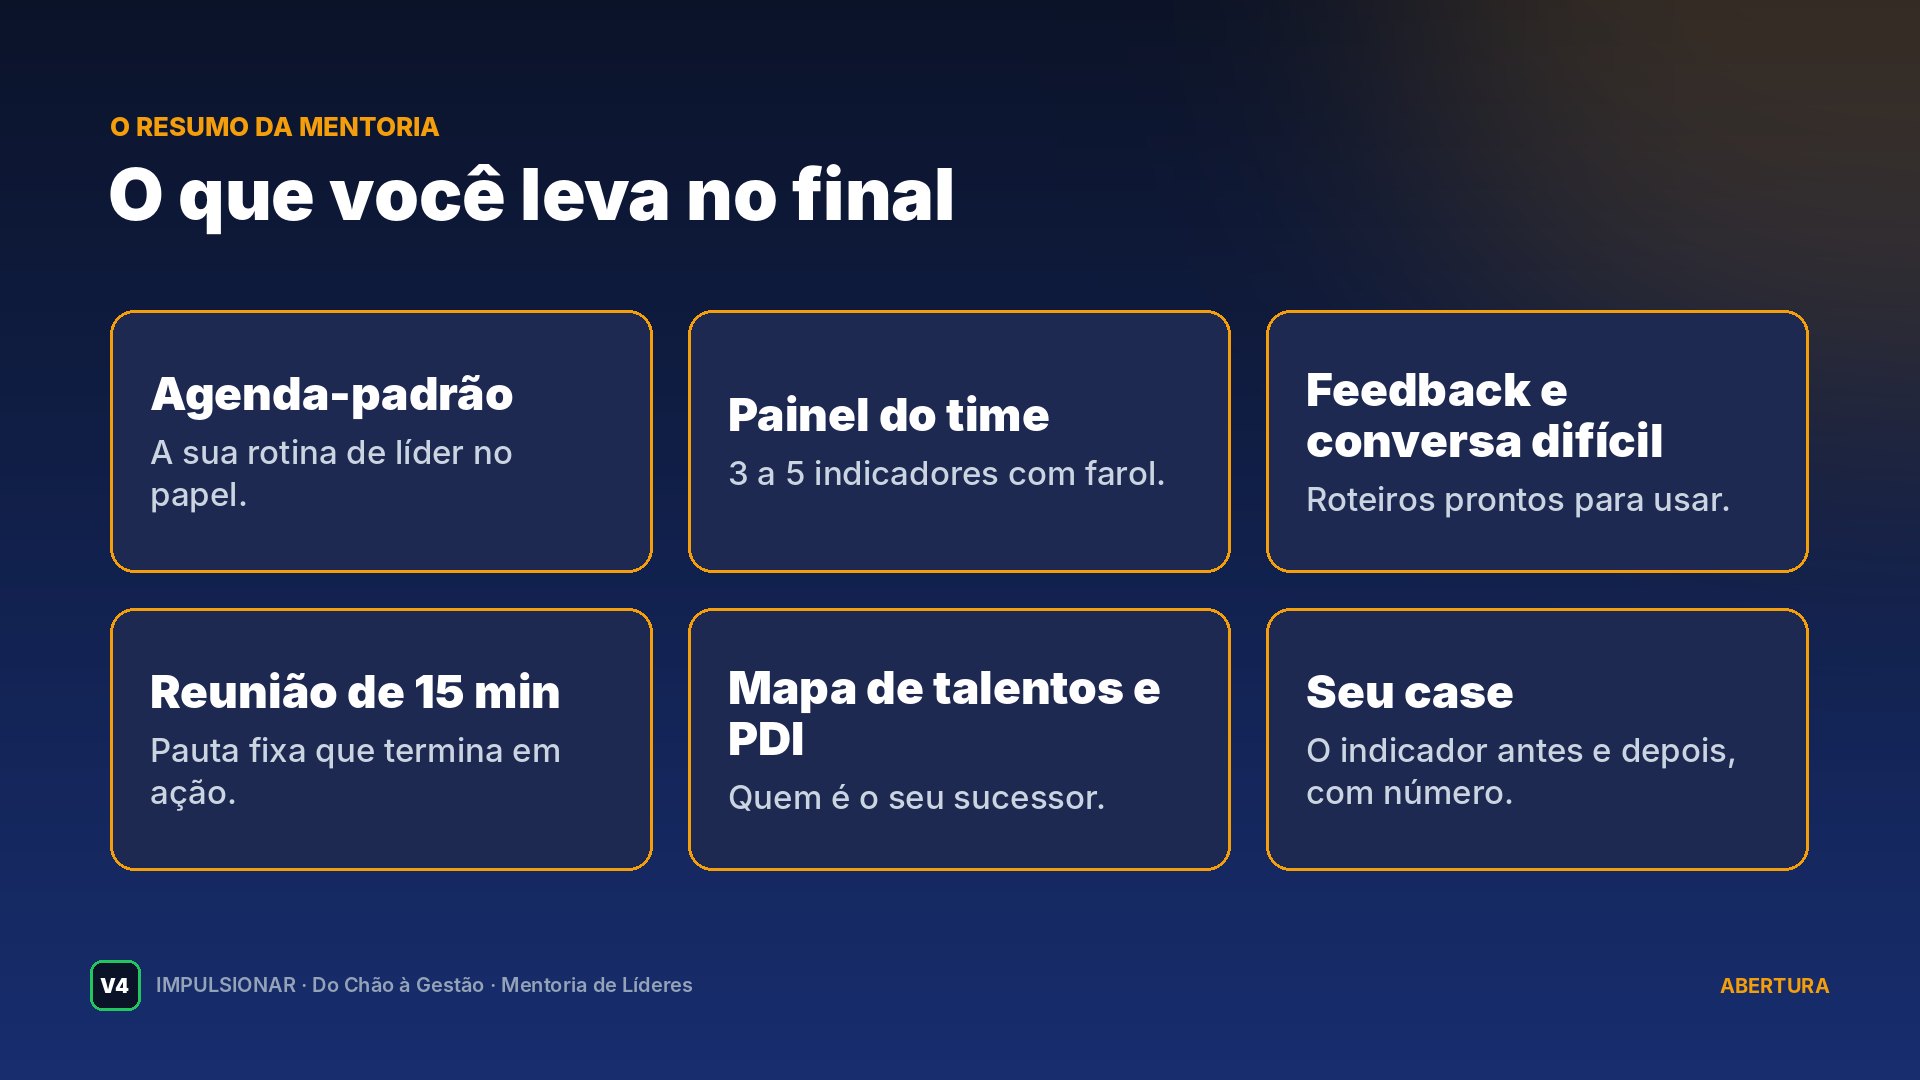 O RESUMO DA MENTORIA
O que você leva no final
Agenda-padrão
A sua rotina de líder no
papel.
Painel do time
3 a 5 indicadores com farol.
Feedback e
conversa difícil
Roteiros prontos para usar.
Reunião de 15 min
Pauta fixa que termina em
ação.
Mapa de talentos e
PDI
Quem é o seu sucessor.
Seu case
O indicador antes e depois,
com número.
V4
IMPULSIONAR · Do Chão à Gestão · Mentoria de Líderes
ABERTURA